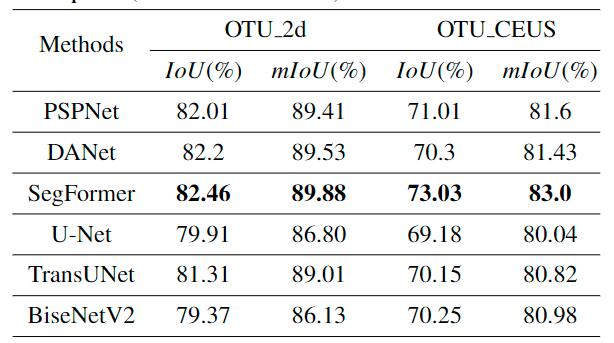 Methods OTU_2d OTU_CEUS
IoU(%) mIoU(%) IoU(%) mIoU(%)
PSPNet 82.01 89.41 71.01 81.6
DANet 82.2 89.53 70.3 81.43
SegFormer 82.46 89.88 73.03 83.0
U-Net 79.91 86.80 69.18 80.04
TransUNet 81.31 89.01 70.15 80.82
BiseNetV2 79.37 86.13 70.25 80.98